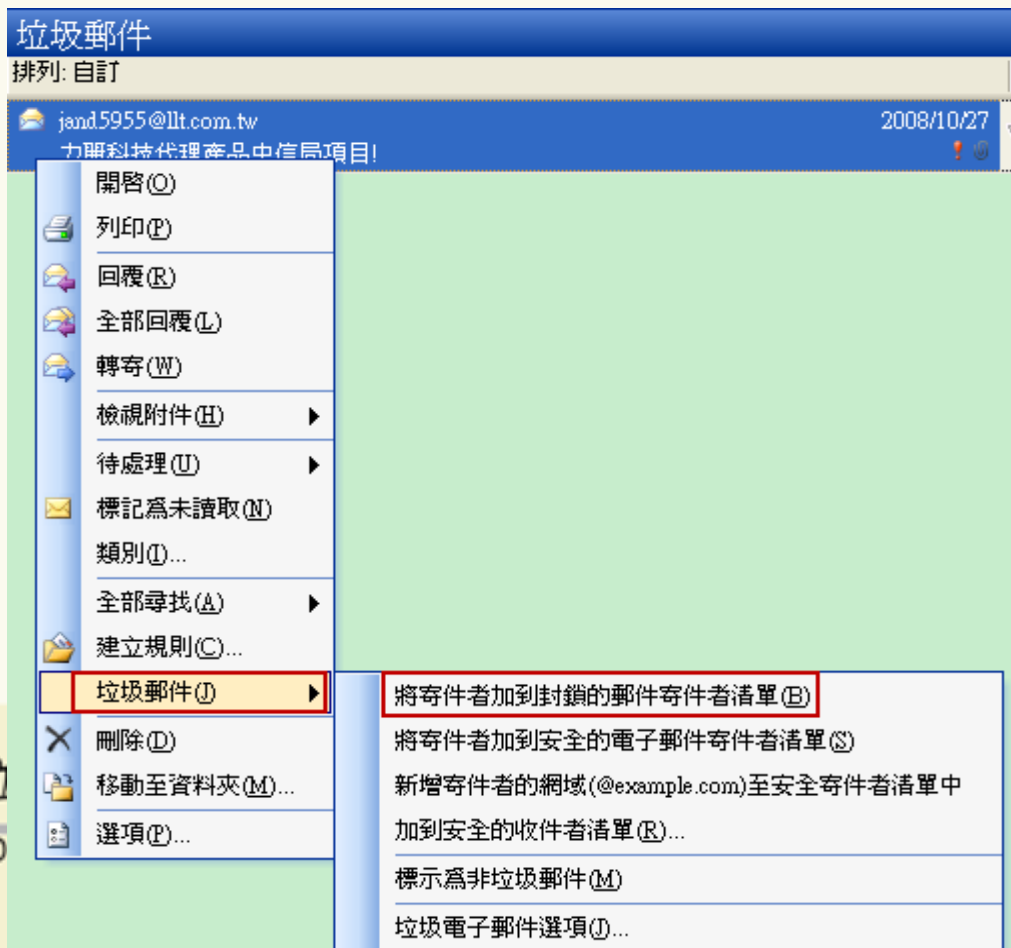 垃圾郵件
排列: 自訂
jand5955@llt.com.tw 2008/10/27
力麗科技代理產品中信局項目!
開啓(O)
列印(P)
回覆(R)
全部回覆(L)
轉寄(W)
檢視附件(H)
待處理(U)
標記爲未讀取(N)
類別(I)...
全部尋找(A)
建立規則(C)...
垃圾郵件(J)
刪除(D)
移動至資料夾(M)...
選項(P)...
將寄件者加到封鎖的郵件寄件者清單(B)
將寄件者加到安全的電子郵件寄件者清單(S)
新增寄件者的網域(@example.com)至安全寄件者清單中
加到安全的收件者清單(R)...
標示爲非垃圾郵件(M)
垃圾電子郵件選項(J)...